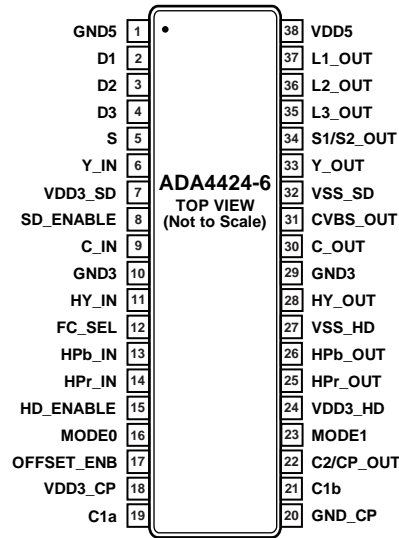 GND5 1
D1 2
D2 3
D3 4
S 5
Y_IN 6
VDD3_SD 7
SD_ENABLE 8
C_IN 9
GND3 10
HY_IN 11
FC_SEL 12
HPb_IN 13
HPr_IN 14
HD_ENABLE 15
MODE0 16
OFFSET_ENB 17
VDD3_CP 18
C1a 19
ADA4424-6
TOP VIEW
(Not to Scale)
38 VDD5
37 L1_OUT
36 L2_OUT
35 L3_OUT
34 S1/S2_OUT
33 Y_OUT
32 VSS_SD
31 CVBS_OUT
30 C_OUT
29 GND3
28 HY_OUT
27 VSS_HD
26 HPb_OUT
25 HPr_OUT
24 VDD3_HD
23 MODE1
22 C2/CP_OUT
21 C1b
20 GND_CP